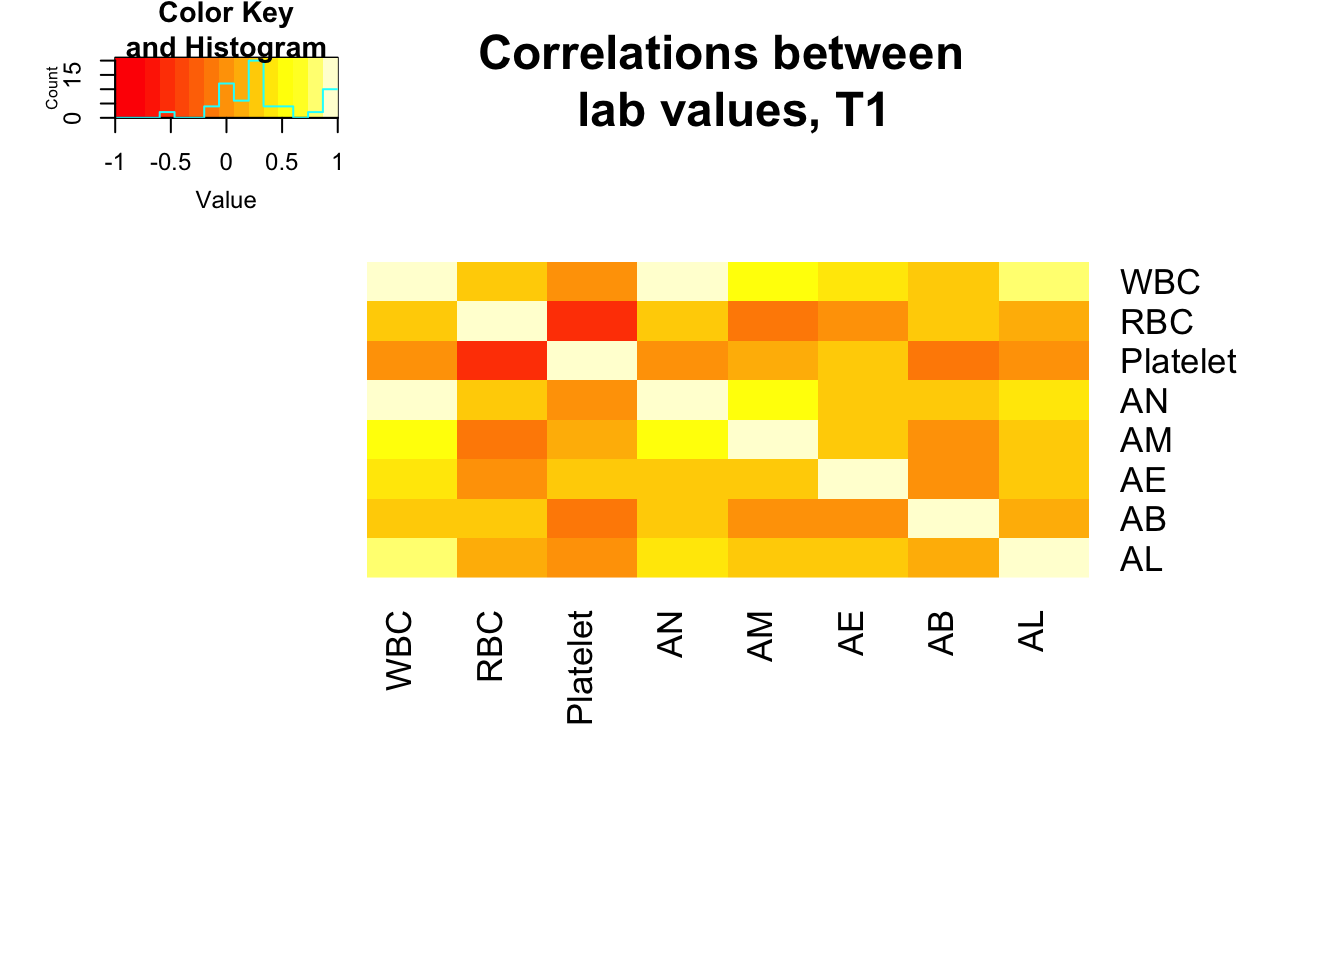 Color Key
and Histogram
Count
0 15
-1 -0.5 0 0.5 1
Value
Correlations between
lab values, T1
WBC
RBC
Platelet
AN
AM
AE
AB
AL
WBC RBC Platelet AN AM AE AB AL